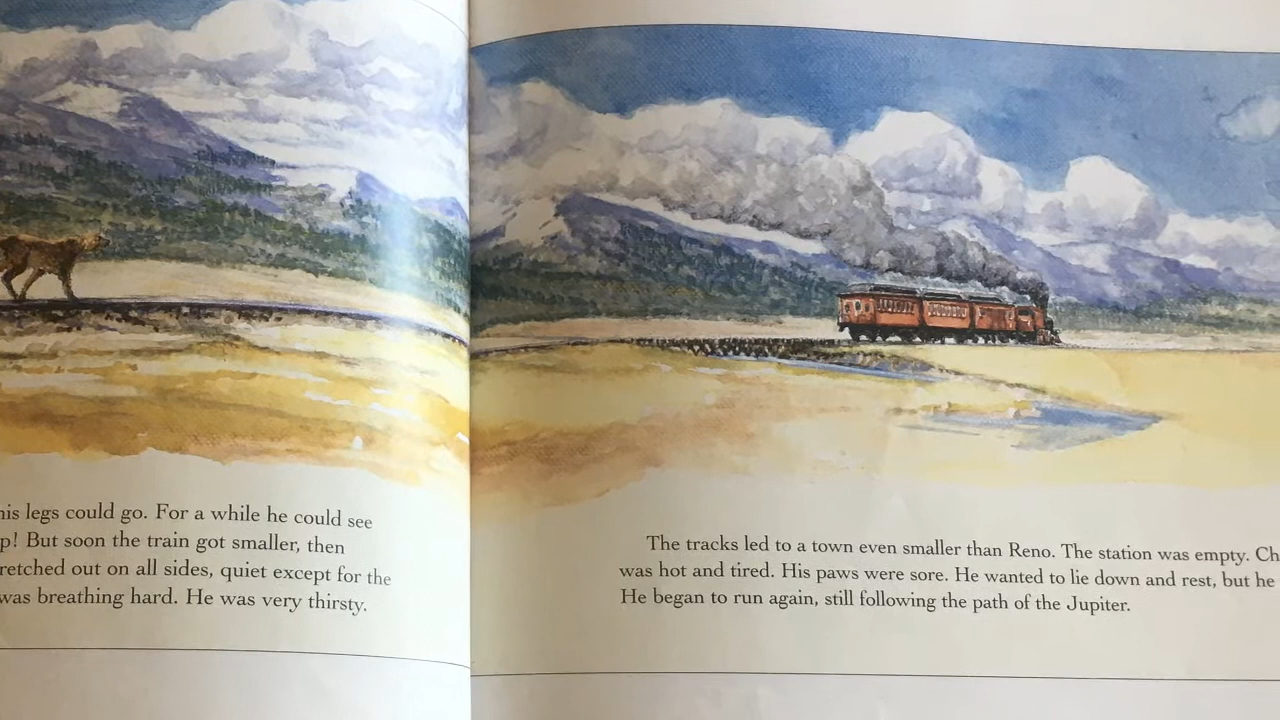 his legs could go. For a while he could see
p! But soon the train got smaller, then
retched out on all sides, quiet except for the
was breathing hard. He was very thirsty.
The tracks led to a town even smaller than Reno. The station was empty. Ch
was hot and tired. His paws were sore. He wanted to lie down and rest, but he
He began to run again, still following the path of the Jupiter.